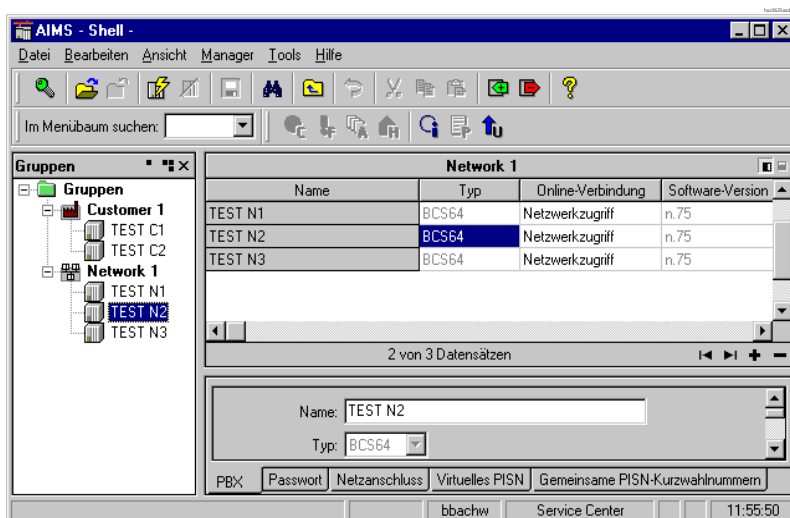 AIMS - Shell -
Datei Bearbeiten Ansicht Manager Tools Hilfe
Im Menübaum suchen:
Gruppen
Gruppen
Customer 1
TEST C1
TEST C2
Network 1
TEST N1
TEST N2
TEST N3
Network 1
Name Typ Online-Verbindung Software-Version
TEST N1 BCS64 Netzwerkzugriff n.75
TEST N2 BCS64 Netzwerkzugriff n.75
TEST N3 BCS64 Netzwerkzugriff n.75
2 von 3 Datensätzen
Name: TEST N2
Typ: BCS64
PBX Passwort Netzanschluss Virtuelles PISN Gemeinsame PISN-Kurzwahlnummern
bbachw Service Center 11:55:50